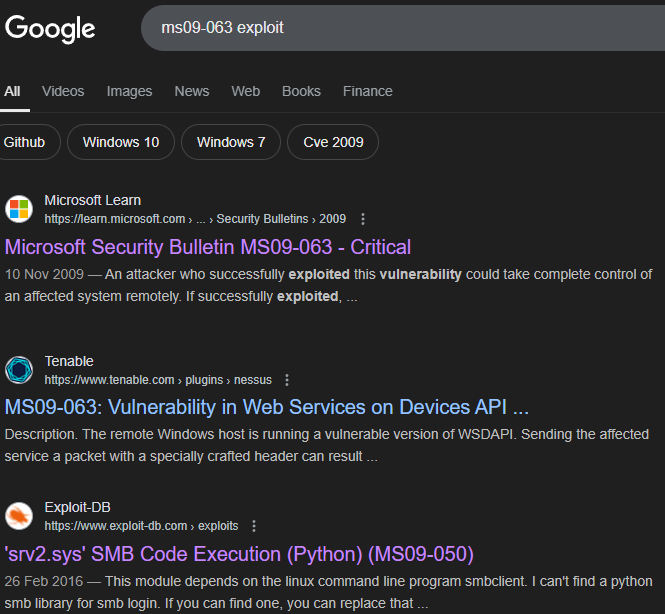 Google
ms09-063 exploit
All Videos Images News Web Books Finance
Github Windows 10 Windows 7 Cve 2009
Microsoft Learn
https://learn.microsoft.com › ... › Security Bulletins › 2009
Microsoft Security Bulletin MS09-063 - Critical
10 Nov 2009 — An attacker who successfully exploited this vulnerability could take complete control of
an affected system remotely. If successfully exploited, ...
Tenable
https://www.tenable.com › plugins › nessus
MS09-063: Vulnerability in Web Services on Devices API ...
Description. The remote Windows host is running a vulnerable version of WSDAPI. Sending the affected
service a packet with a specially crafted header can result ...
Exploit-DB
https://www.exploit-db.com › exploits
'srv2.sys' SMB Code Execution (Python) (MS09-050)
26 Feb 2016 — This module depends on the linux command line program smbclient. I can't find a python
smb library for smb login. If you can find one, you can replace that ...